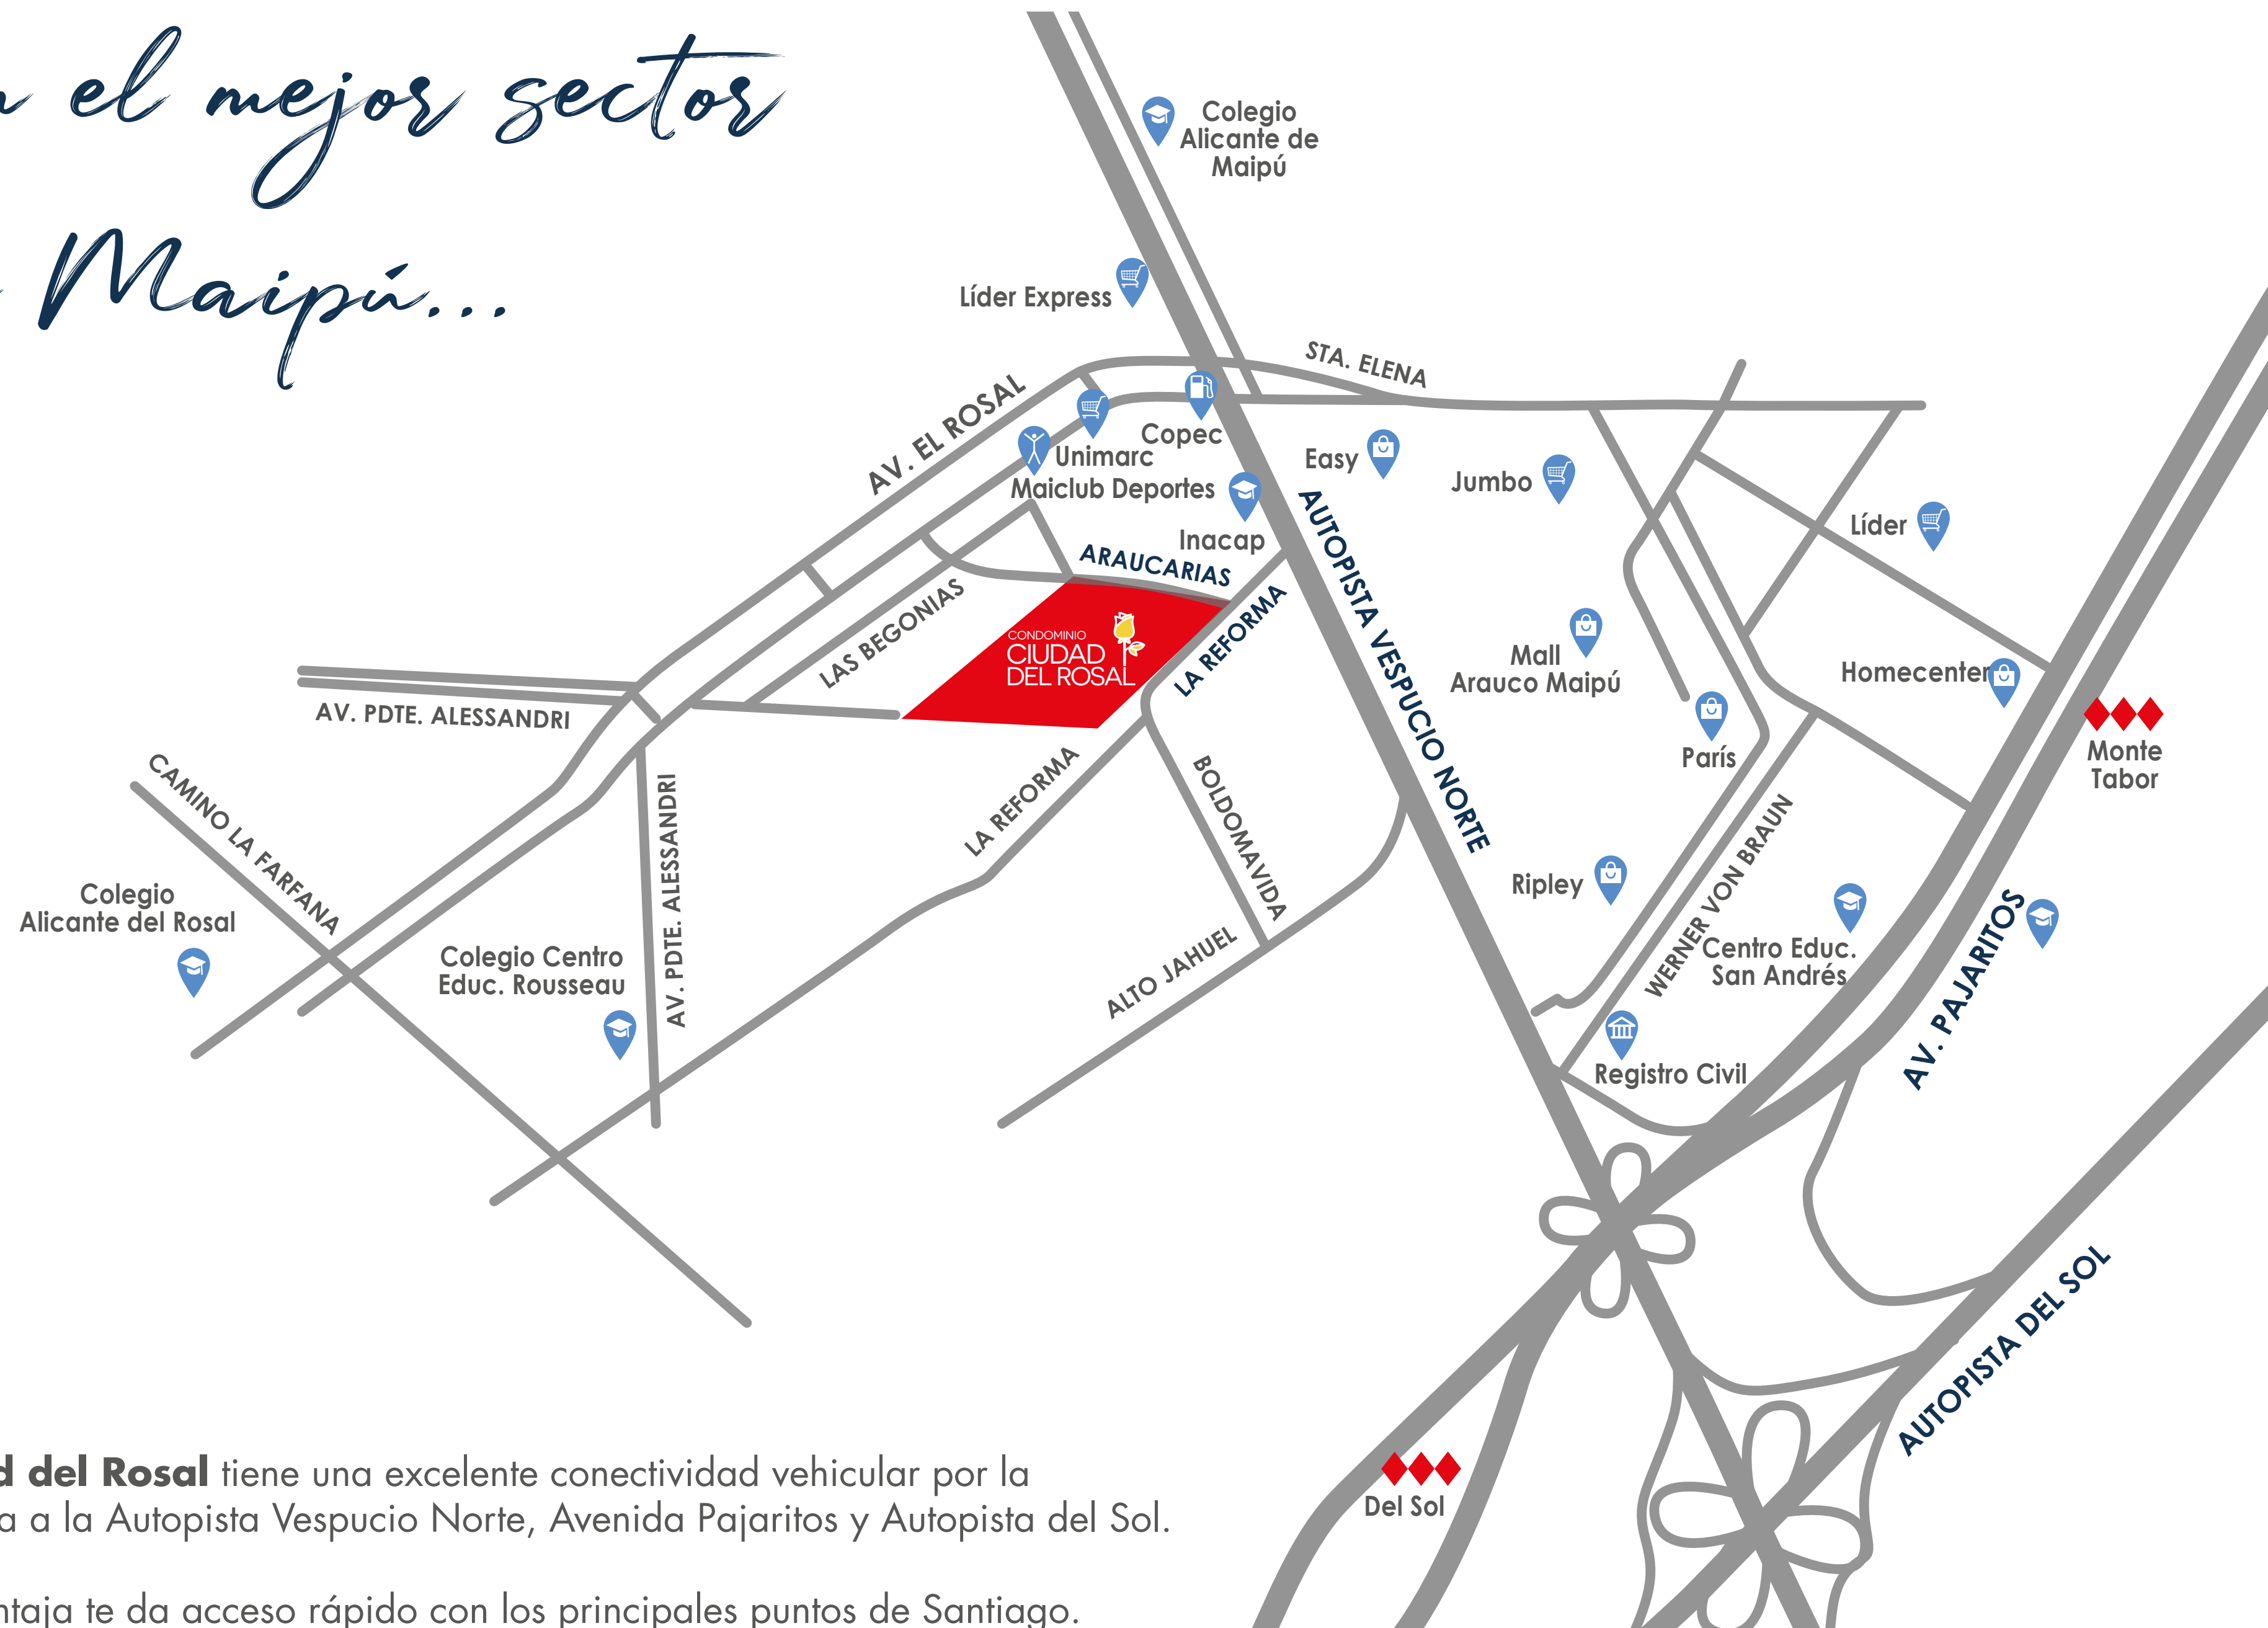 el mejor sector
Maipú...
Colegio
Alicante de
Maipú
Líder Express
STA. ELENA
AV. EL ROSAL
Copec
Unimarc
Easy
Maiclub Deportes
Jumbo
Líder
Inacap
ARAUCARIAS
AUTOPISTA VESPUCIO NORTE
LAS BEGONIAS
LA REFORMA
CONDOMINIO
CIUDAD
DEL ROSAL
Mall
Arauco Maipú
Homecenter
AV. PDTE. ALESSANDRI
París
Monte
Tabor
CAMINO LA FARFANA
AV. PDTE. ALESSANDRI
LA REFORMA
BOLDOMAVIDA
WERNER VON BRAUN
Colegio
Alicante del Rosal
Ripley
Colegio Centro
Educ. Rousseau
ALTO JAHUEL
Centro Educ.
San Andrés
AV. PAJARITOS
Registro Civil
AUTOPISTA DEL SOL
Del Sol
d del Rosal tiene una excelente conectividad vehicular por la
a a la Autopista Vespucio Norte, Avenida Pajaritos y Autopista del Sol.
ntaja te da acceso rápido con los principales puntos de Santiago.